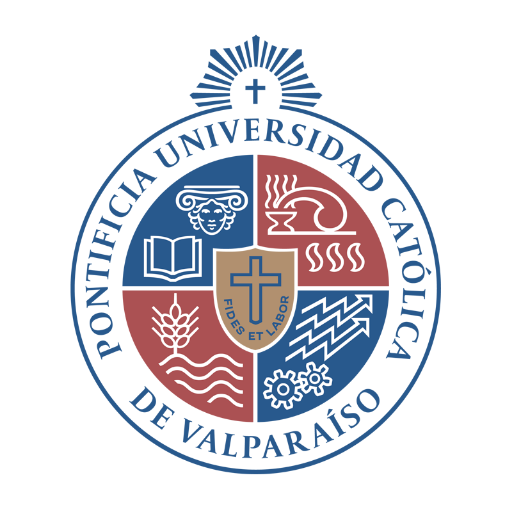 PONTIFICIA UNIVERSIDAD CATÓLICA
DE VALPARAÍSO
FIDES ET LABOR